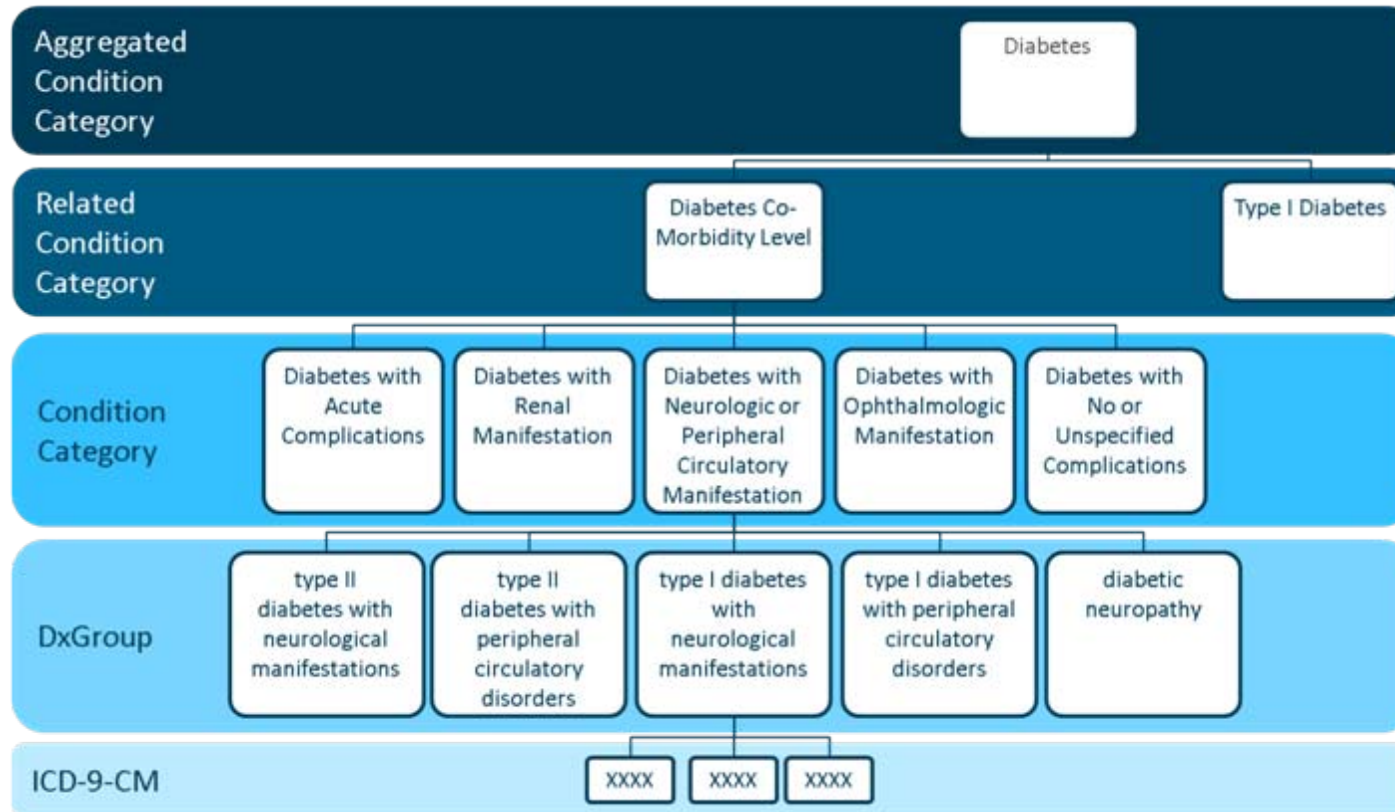 Aggregated
Condition
Category
Diabetes
Related
Condition
Category
Diabetes Co-
Morbidity Level
Type I Diabetes
Condition
Category
Diabetes with
Acute
Complications
Diabetes with
Renal
Manifestation
Diabetes with
Neurologic or
Peripheral
Circulatory
Manifestation
Diabetes with
Ophthalmologic
Manifestation
Diabetes with
No or
Unspecified
Complications
DxGroup
type II
diabetes with
neurological
manifestations
type II
diabetes with
peripheral
circulatory
disorders
type I diabetes
with
neurological
manifestations
type I diabetes
with peripheral
circulatory
disorders
diabetic
neuropathy
ICD-9-CM
XXXX
XXXX
XXXX